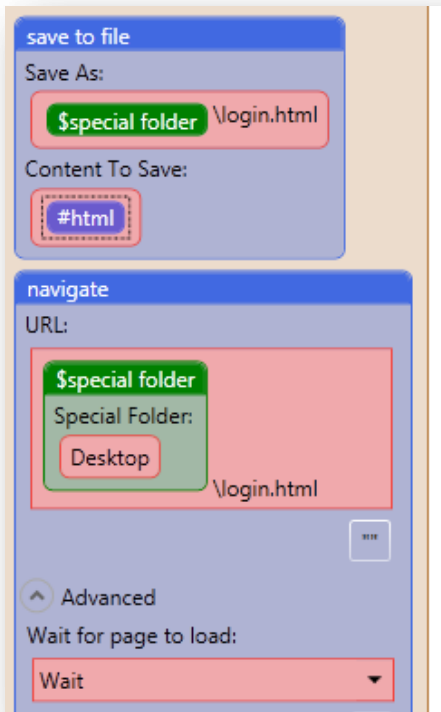 save to file
Save As:
$special folder \login.html
Content To Save:
#html
navigate
URL:
$special folder
Special Folder:
Desktop
\login.html
""
Advanced
Wait for page to load:
Wait